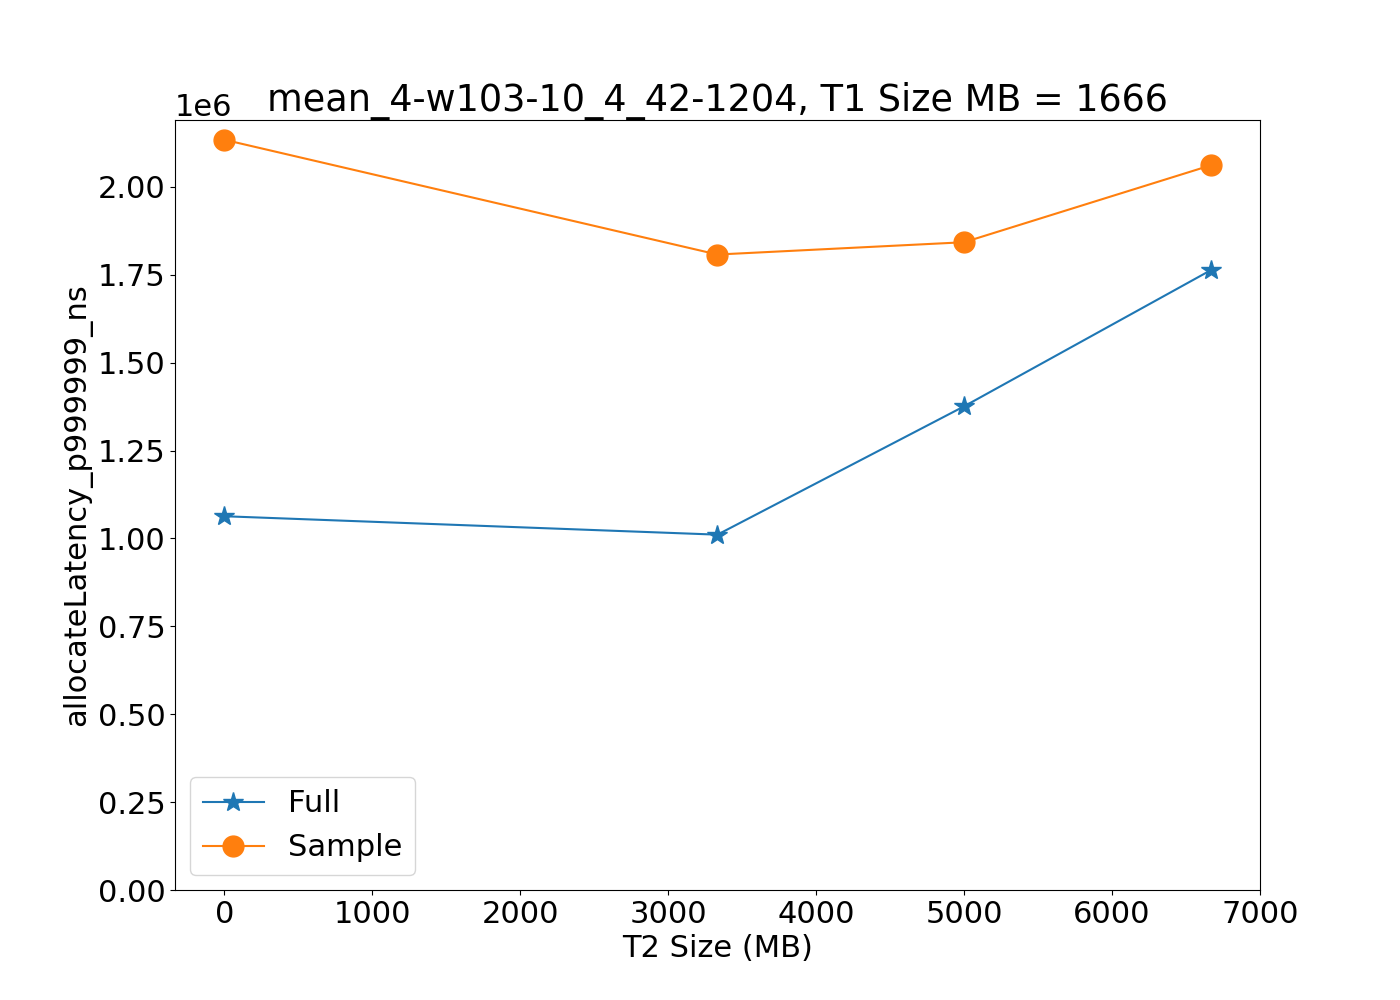 1e6
mean_4-w103-10_4_42-1204, T1 Size MB = 1666
allocateLatency_p999999_ns
2.00
1.75
1.50
1.25
1.00
0.75
0.50
0.25
0.00
Full
Sample
0 1000 2000 3000 4000 5000 6000 7000
T2 Size (MB)